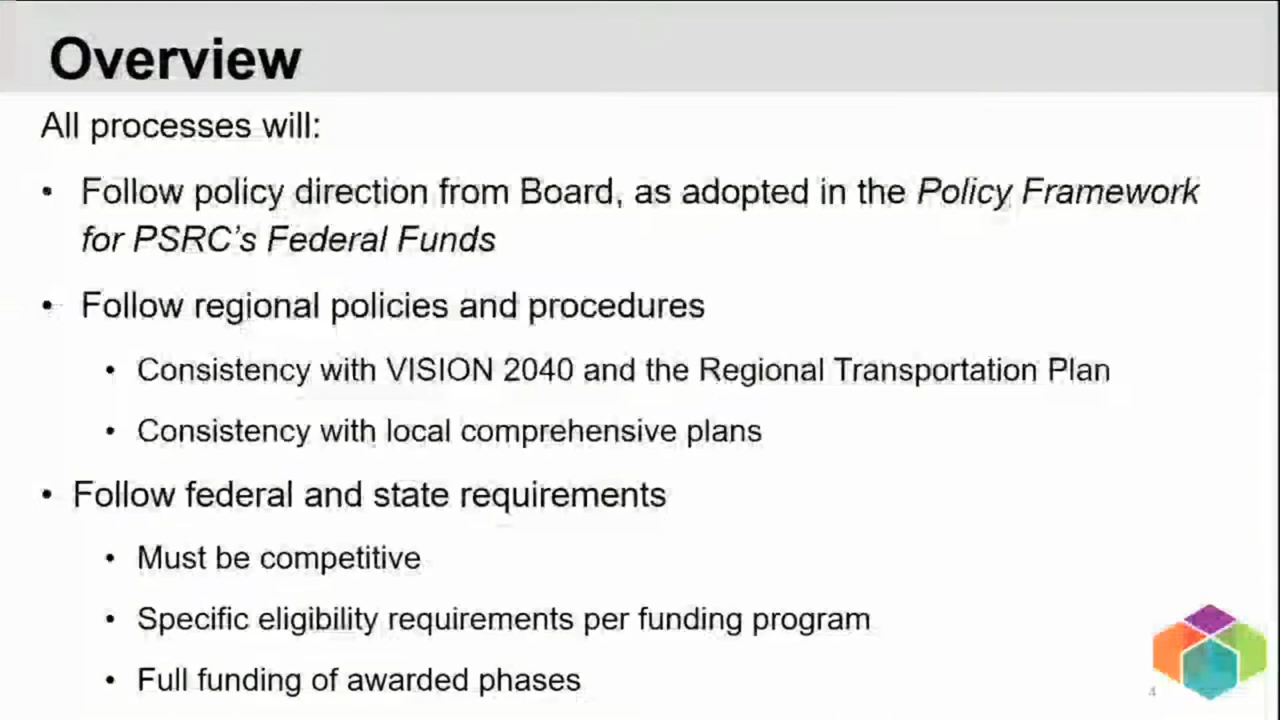 Overview
All processes will:
• Follow policy direction from Board, as adopted in the Policy Framework
for PSRC's Federal Funds
• Follow regional policies and procedures
• Consistency with VISION 2040 and the Regional Transportation Plan
• Consistency with local comprehensive plans
• Follow federal and state requirements
• Must be competitive
• Specific eligibility requirements per funding program
• Full funding of awarded phases
4